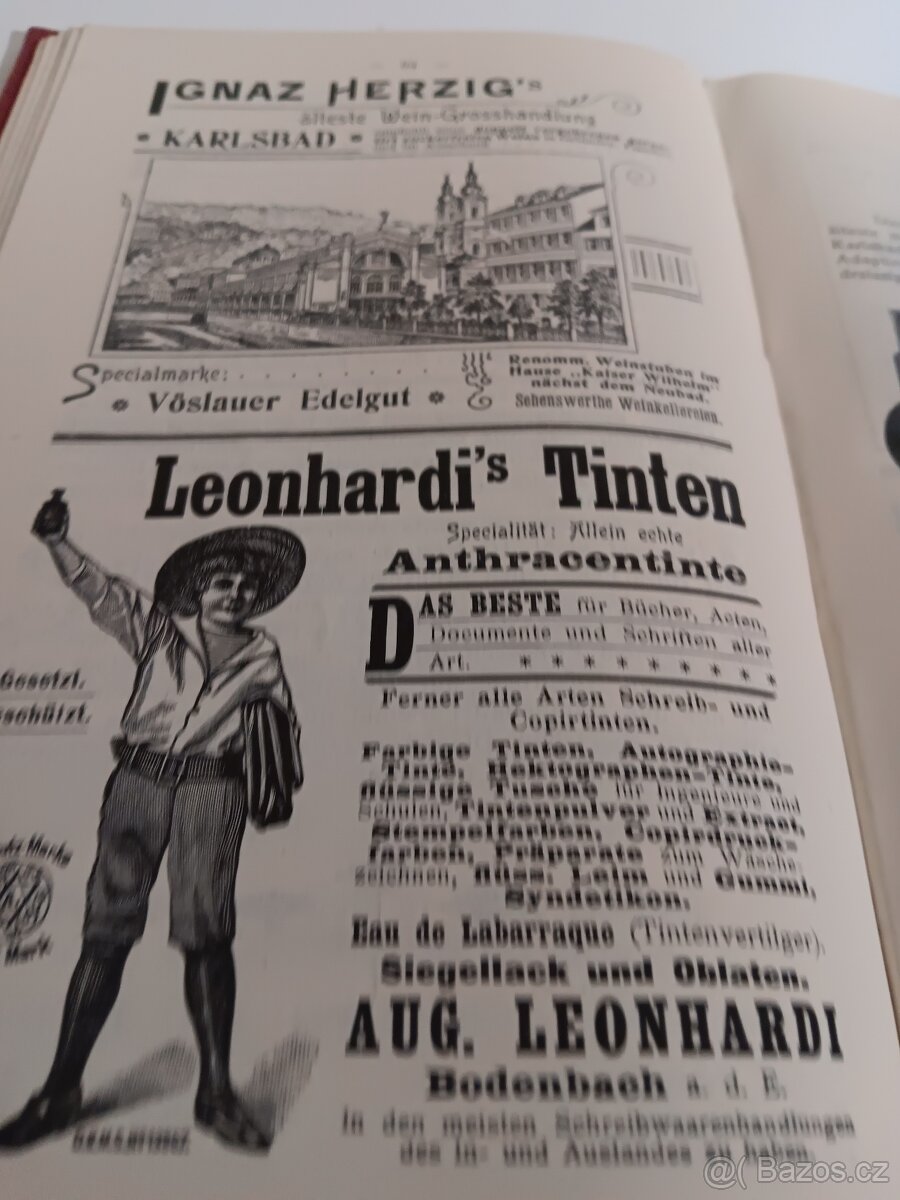 IGNAZ HERZIG's
älteste Wein-Grosshandlung
* KARLSBAD *
Specialmarke: . . . . . . . .
* Vöslauer Edelgut *
Renomm. Weinstuben im
Hause „Kaiser Wilhelm"
nächst dem Neubad.
Sehenswerthe Weinkellereien.
Leonhardi's Tinten
Specialität: Allein echte
Anthracentinte
DAS BESTE für Bücher, Acten,
Documente und Schriften aller
Art. * * * * * * * * *
Gesetzl.
Ferner alle Arten Schreib- und
Copirtinten,
Farbige Tinten, Autographie-
Tinte, Hektographen-Tinte,
flüssige Tusche für Ingenieure und
Schulen, Tintenpulver und Extract,
Stempelfarben, Copirdruck-
farben, Präparate zum Wäsche-
zeichnen, flüss. Leim und Gummi,
Syndetikon,
Eau de Labarraque (Tintenvertilger),
Siegellack und Oblaten,
AUG. LEONHARDI
Bodenbach a. d. E.
In den meisten Schreibwaarenhandlungen
des In- und Auslandes zu haben.
Bazos.cz